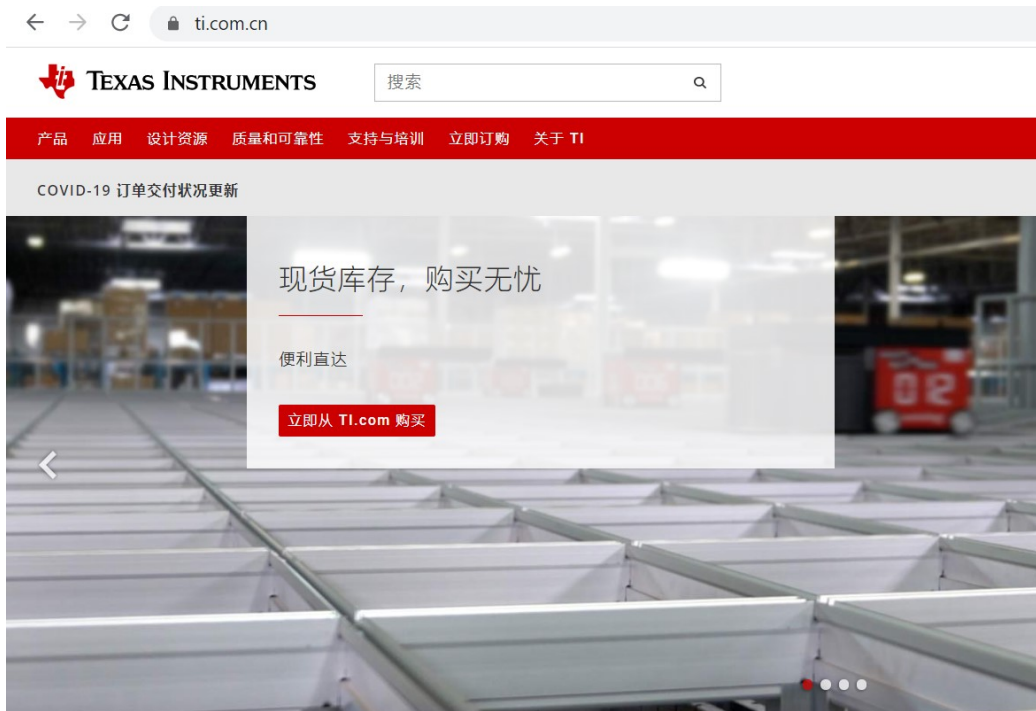 ti.com.cn
TEXAS INSTRUMENTS
搜索
产品 应用 设计资源 质量和可靠性 支持与培训 立即订购 关于 TI
COVID-19 订单交付状况更新
现货库存，购买无忧
便利直达
立即从 TI.com 购买
02